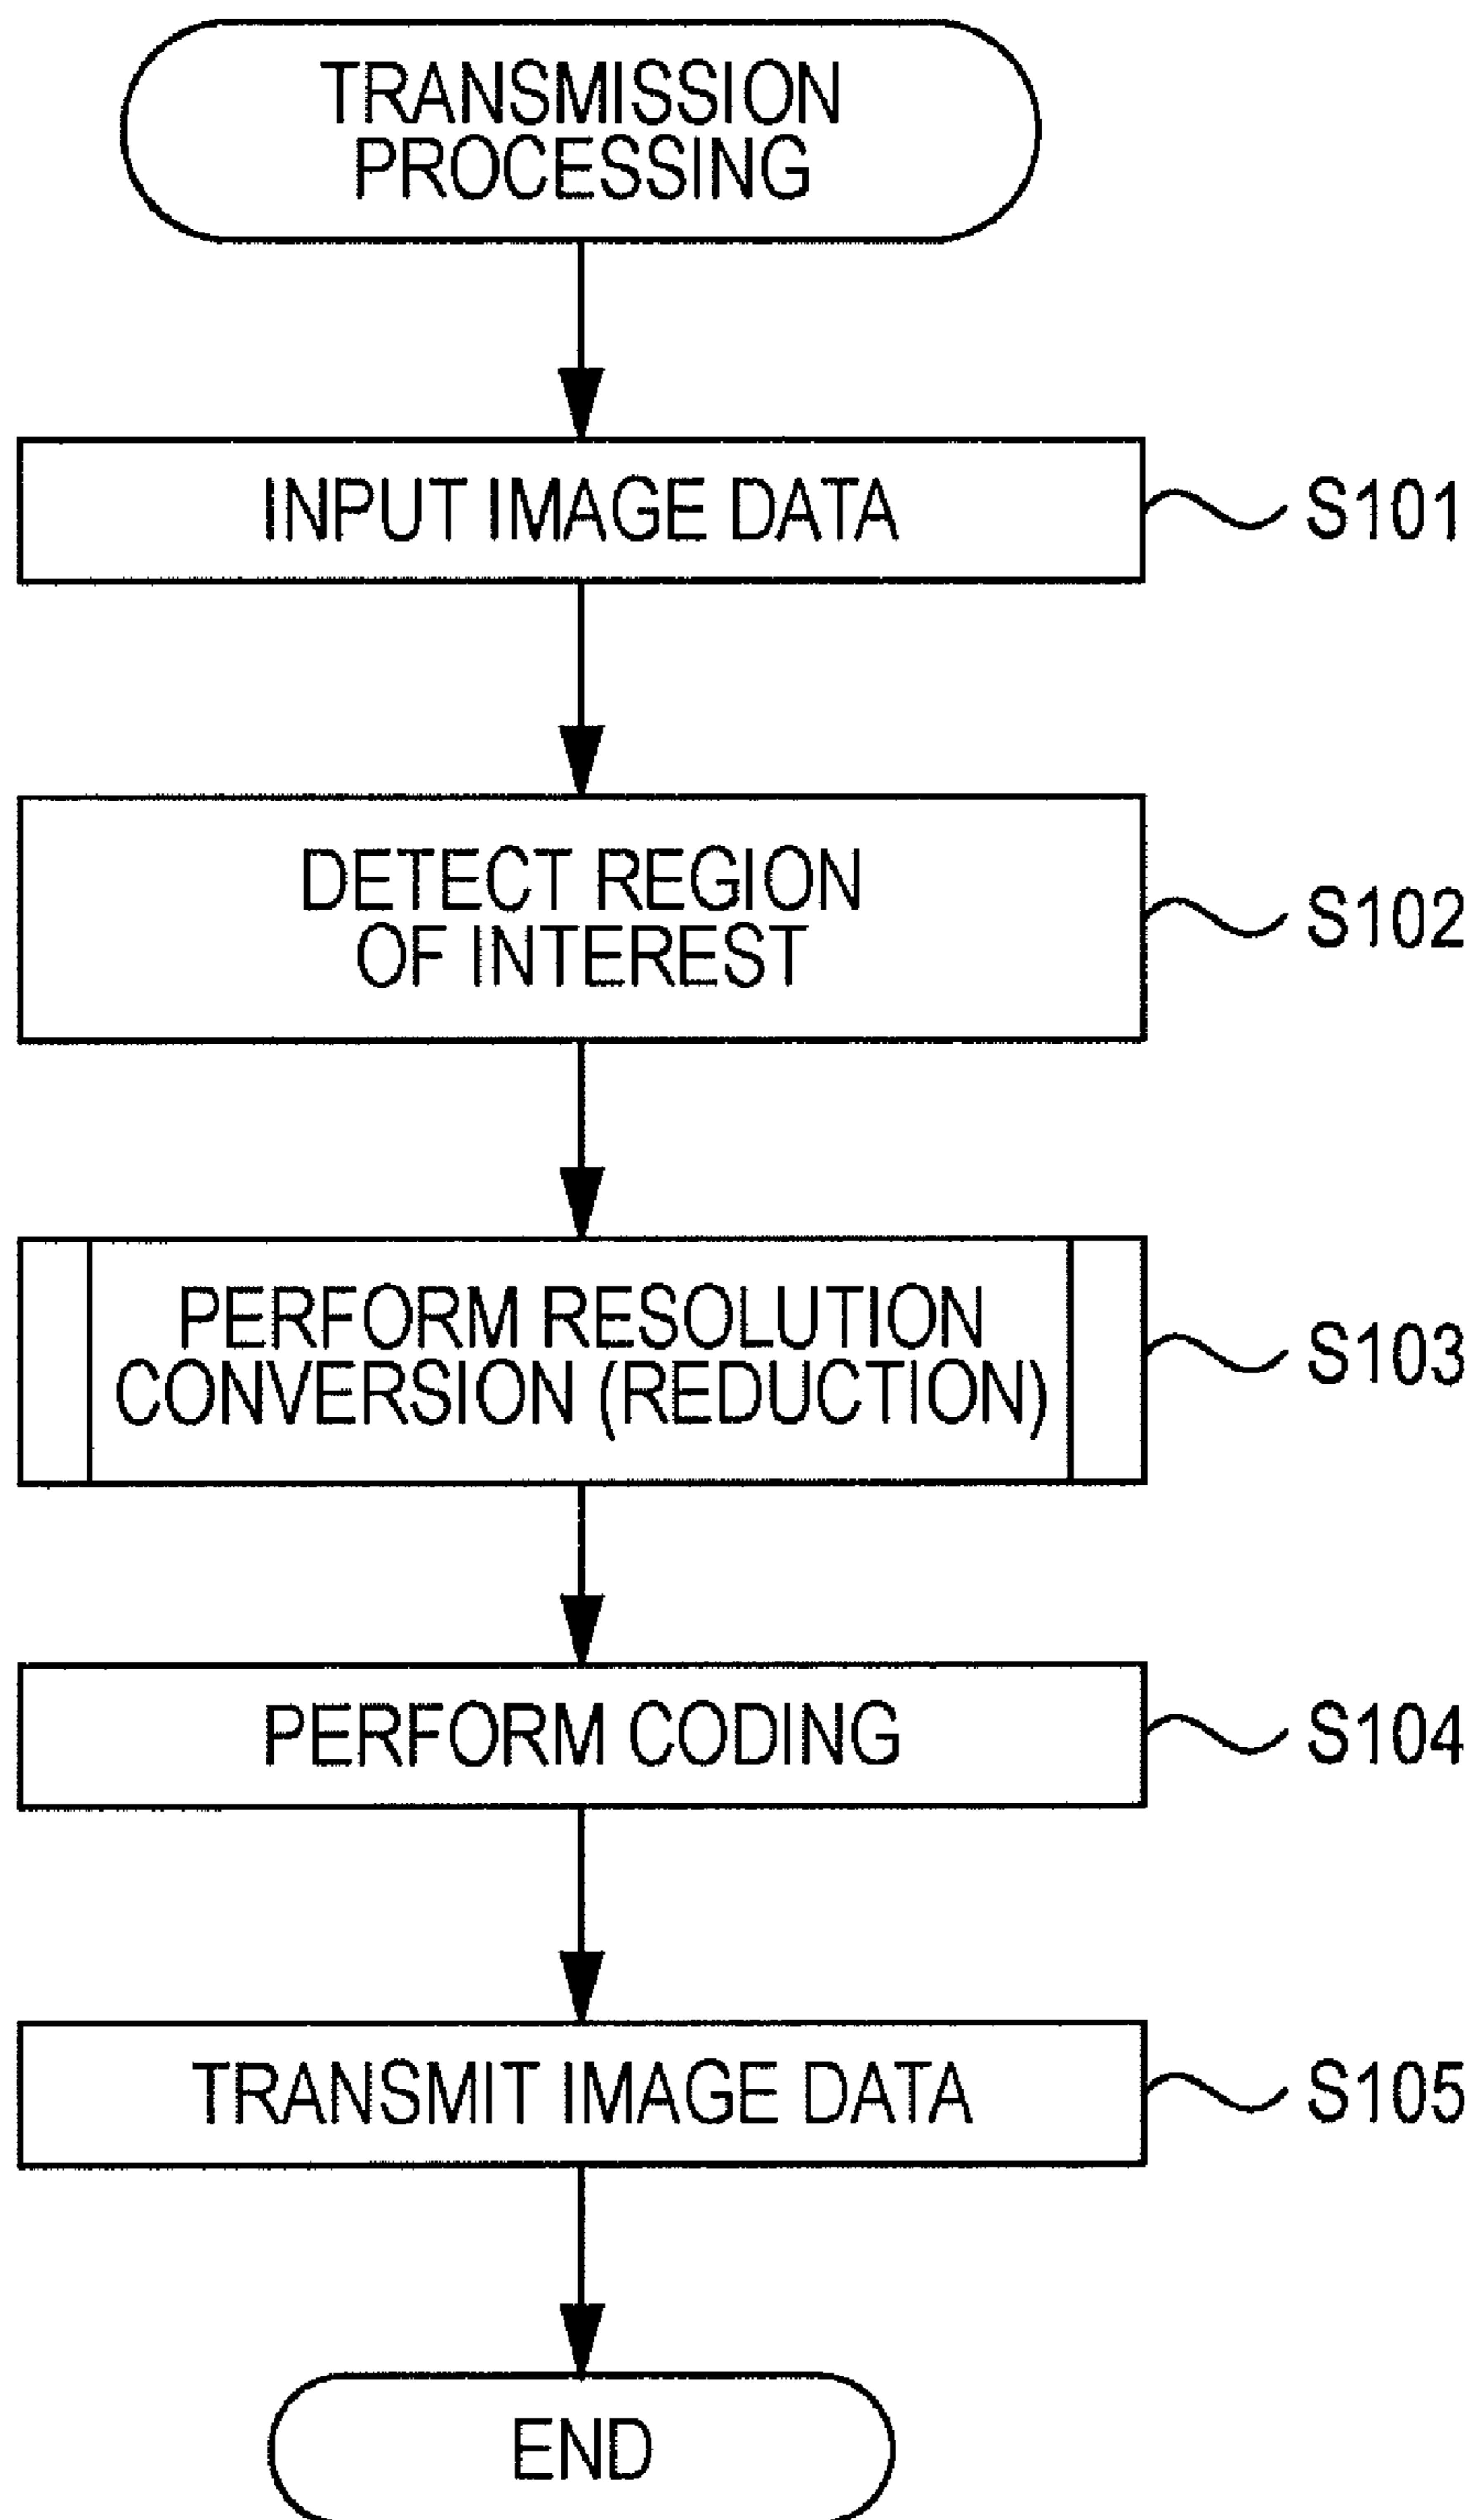 TRANSMISSION
PROCESSING
INPUT IMAGE DATA
S101
DETECT REGION
OF INTEREST
S102
PERFORM RESOLUTION
CONVERSION (REDUCTION)
S103
PERFORM CODING
S104
TRANSMIT IMAGE DATA
S105
END